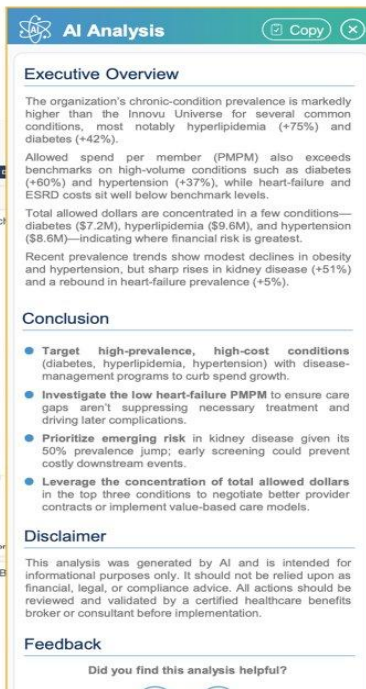 AI
AI Analysis
Copy
Executive Overview
The organization's chronic-condition prevalence is markedly
higher than the Innovu Universe for several common
conditions, most notably hyperlipidemia (+75%) and
diabetes (+42%).
Allowed spend per member (PMPM) also exceeds
benchmarks on high-volume conditions such as diabetes
(+60%) and hypertension (+37%), while heart-failure and
ESRD costs sit well below benchmark levels.
Total allowed dollars are concentrated in a few conditions—
diabetes ($7.2M), hyperlipidemia ($9.6M), and hypertension
($8.6M)—indicating where financial risk is greatest.
Recent prevalence trends show modest declines in obesity
and hypertension, but sharp rises in kidney disease (+51%)
and a rebound in heart-failure prevalence (+5%).
Conclusion
Target high-prevalence, high-cost conditions
(diabetes, hyperlipidemia, hypertension) with disease-
management programs to curb spend growth.
Investigate the low heart-failure PMPM to ensure care
gaps aren't suppressing necessary treatment and
driving later complications.
Prioritize emerging risk in kidney disease given its
50% prevalence jump; early screening could prevent
costly downstream events.
Leverage the concentration of total allowed dollars
in the top three conditions to negotiate better provider
contracts or implement value-based care models.
Disclaimer
This analysis was generated by AI and is intended for
informational purposes only. It should not be relied upon as
financial, legal, or compliance advice. All actions should be
reviewed and validated by a certified healthcare benefits
broker or consultant before implementation.
Feedback
Did you find this analysis helpful?